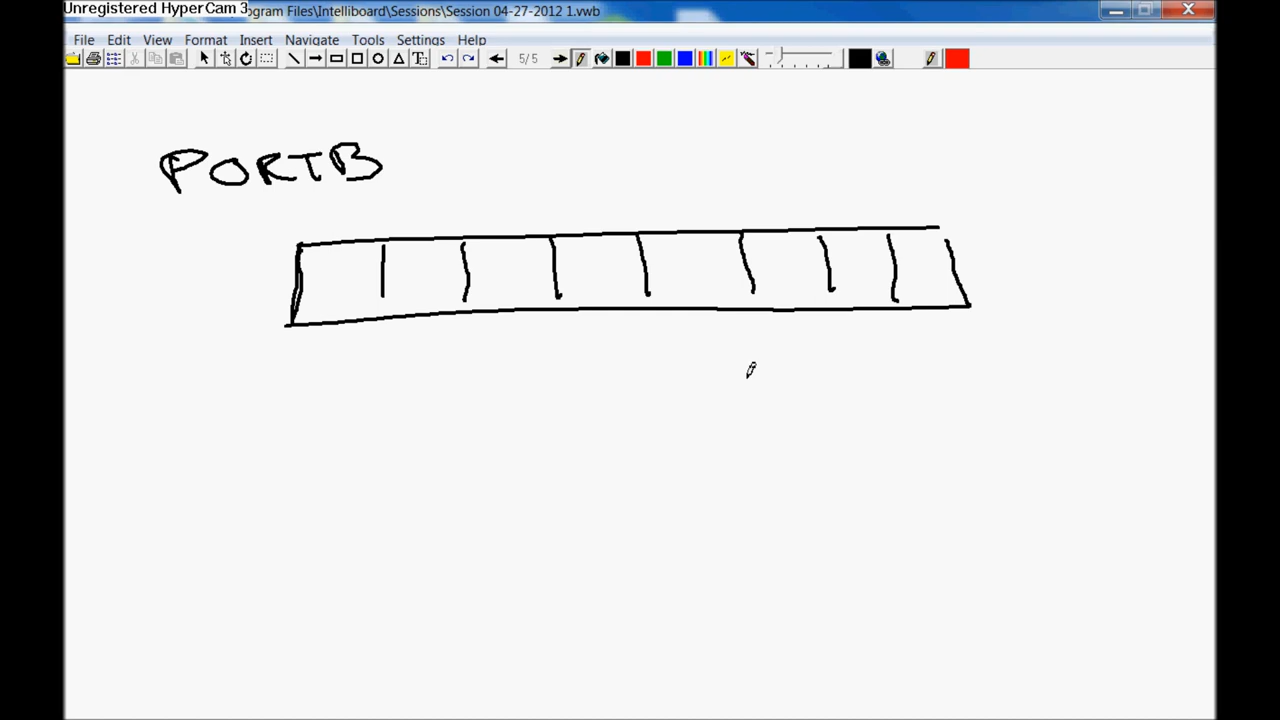 Unregistered HyperCam 3
ogram Files\Intelliboard\Sessions\Session 04-27-2012 1.vwb
File Edit View Format Insert Navigate Tools Settings Help
5/5
PORTB